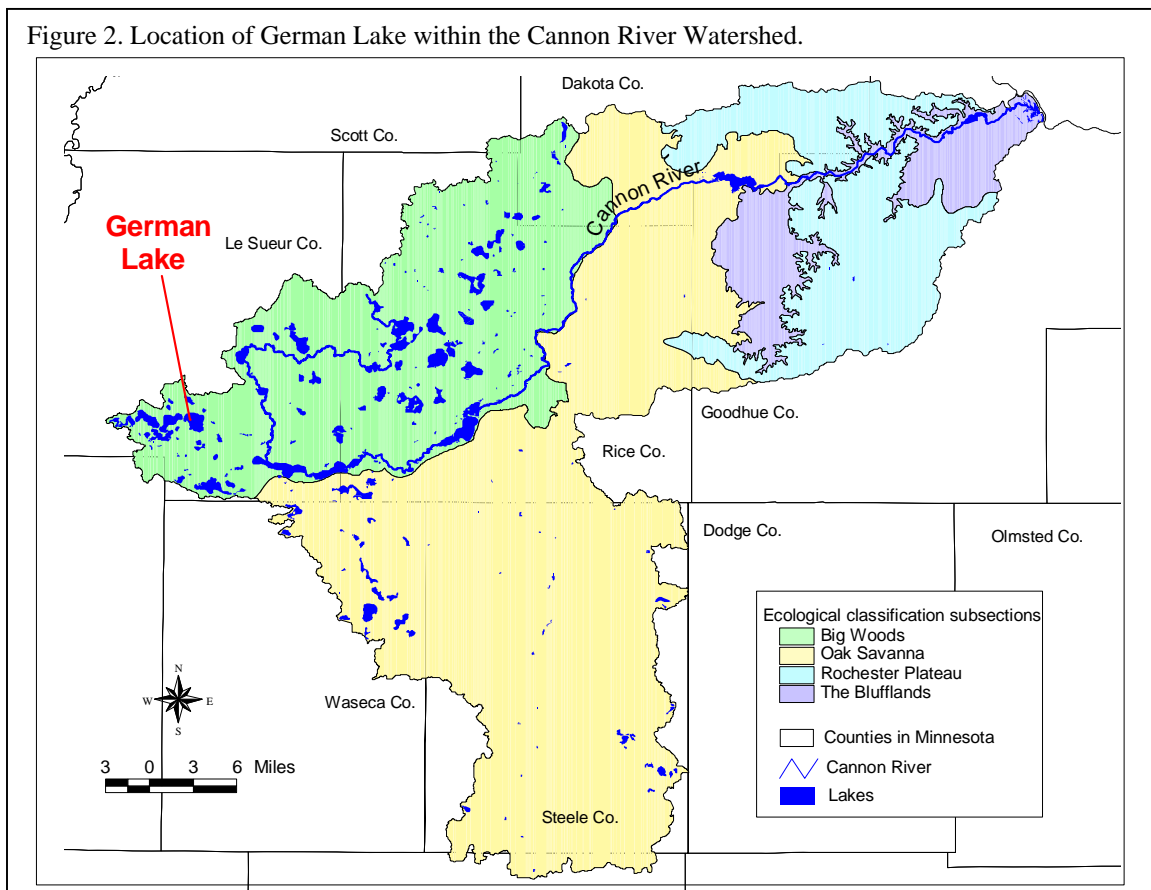 Figure 2. Location of German Lake within the Cannon River Watershed.
Dakota Co.
Scott Co.
Cannon River
German
Lake
Le Sueur Co.
Goodhue Co.
Rice Co.
Dodge Co.
Olmsted Co.
Ecological classification subsections
Big Woods
Oak Savanna
Rochester Plateau
The Blufflands
Counties in Minnesota
Cannon River
Lakes
N
W E
S
Waseca Co.
3 0 3 6 Miles
Steele Co.